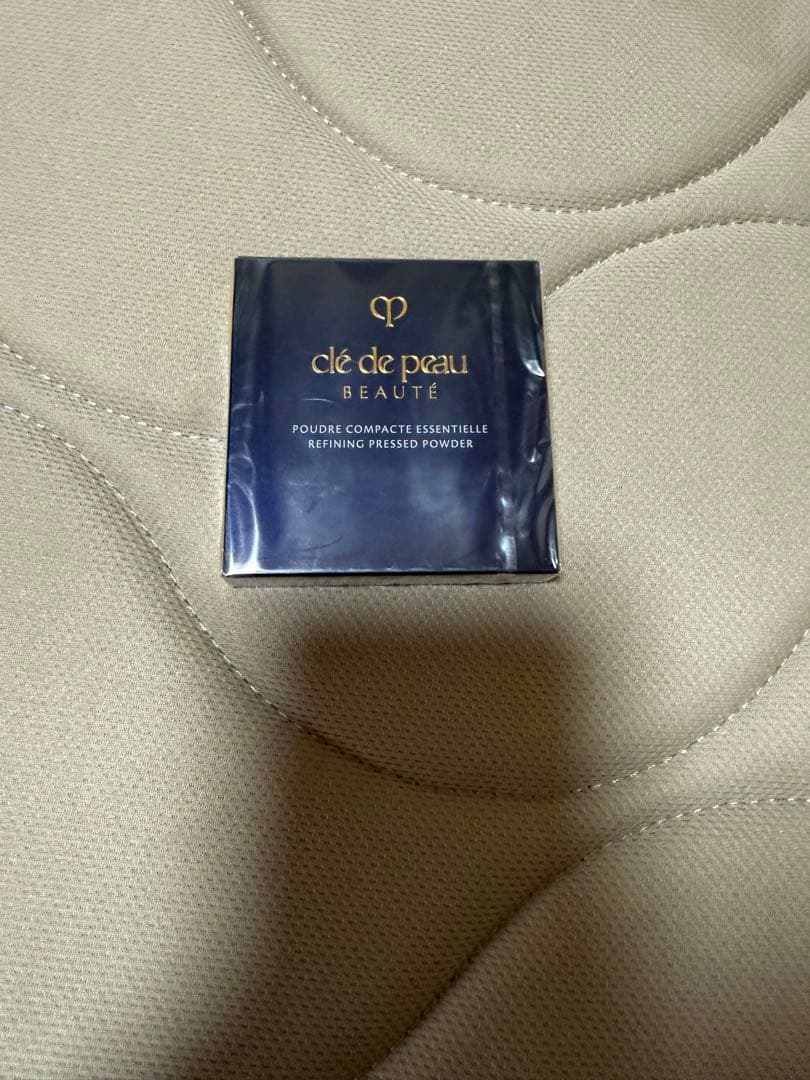 clé de peau
BEAUTÉ
POUDRE COMPACTE ESSENTIELLE
REFINING PRESSED POWDER